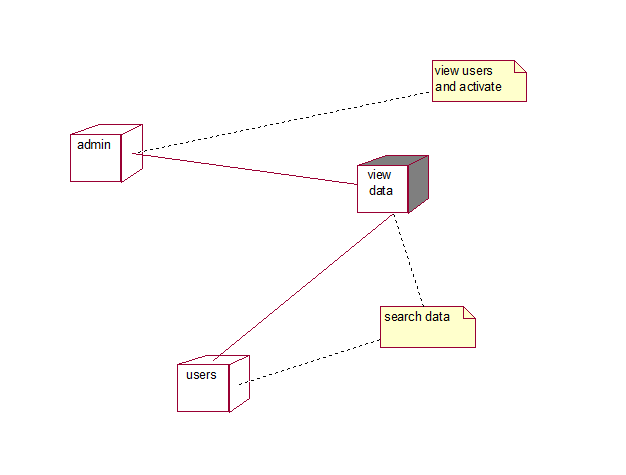 view users
and activate
admin
view
data
search data
users